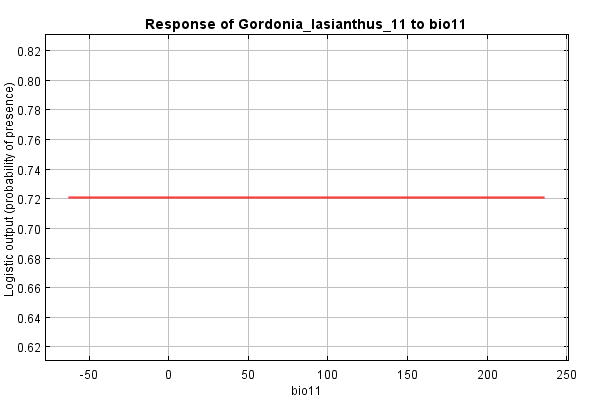 Response of Gordonia_lasianthus_11 to bio11
Logistic output (probability of presence)
0.82
0.80
0.78
0.76
0.74
0.72
0.70
0.68
0.66
0.64
0.62
-50 0 50 100 150 200 250
bio11